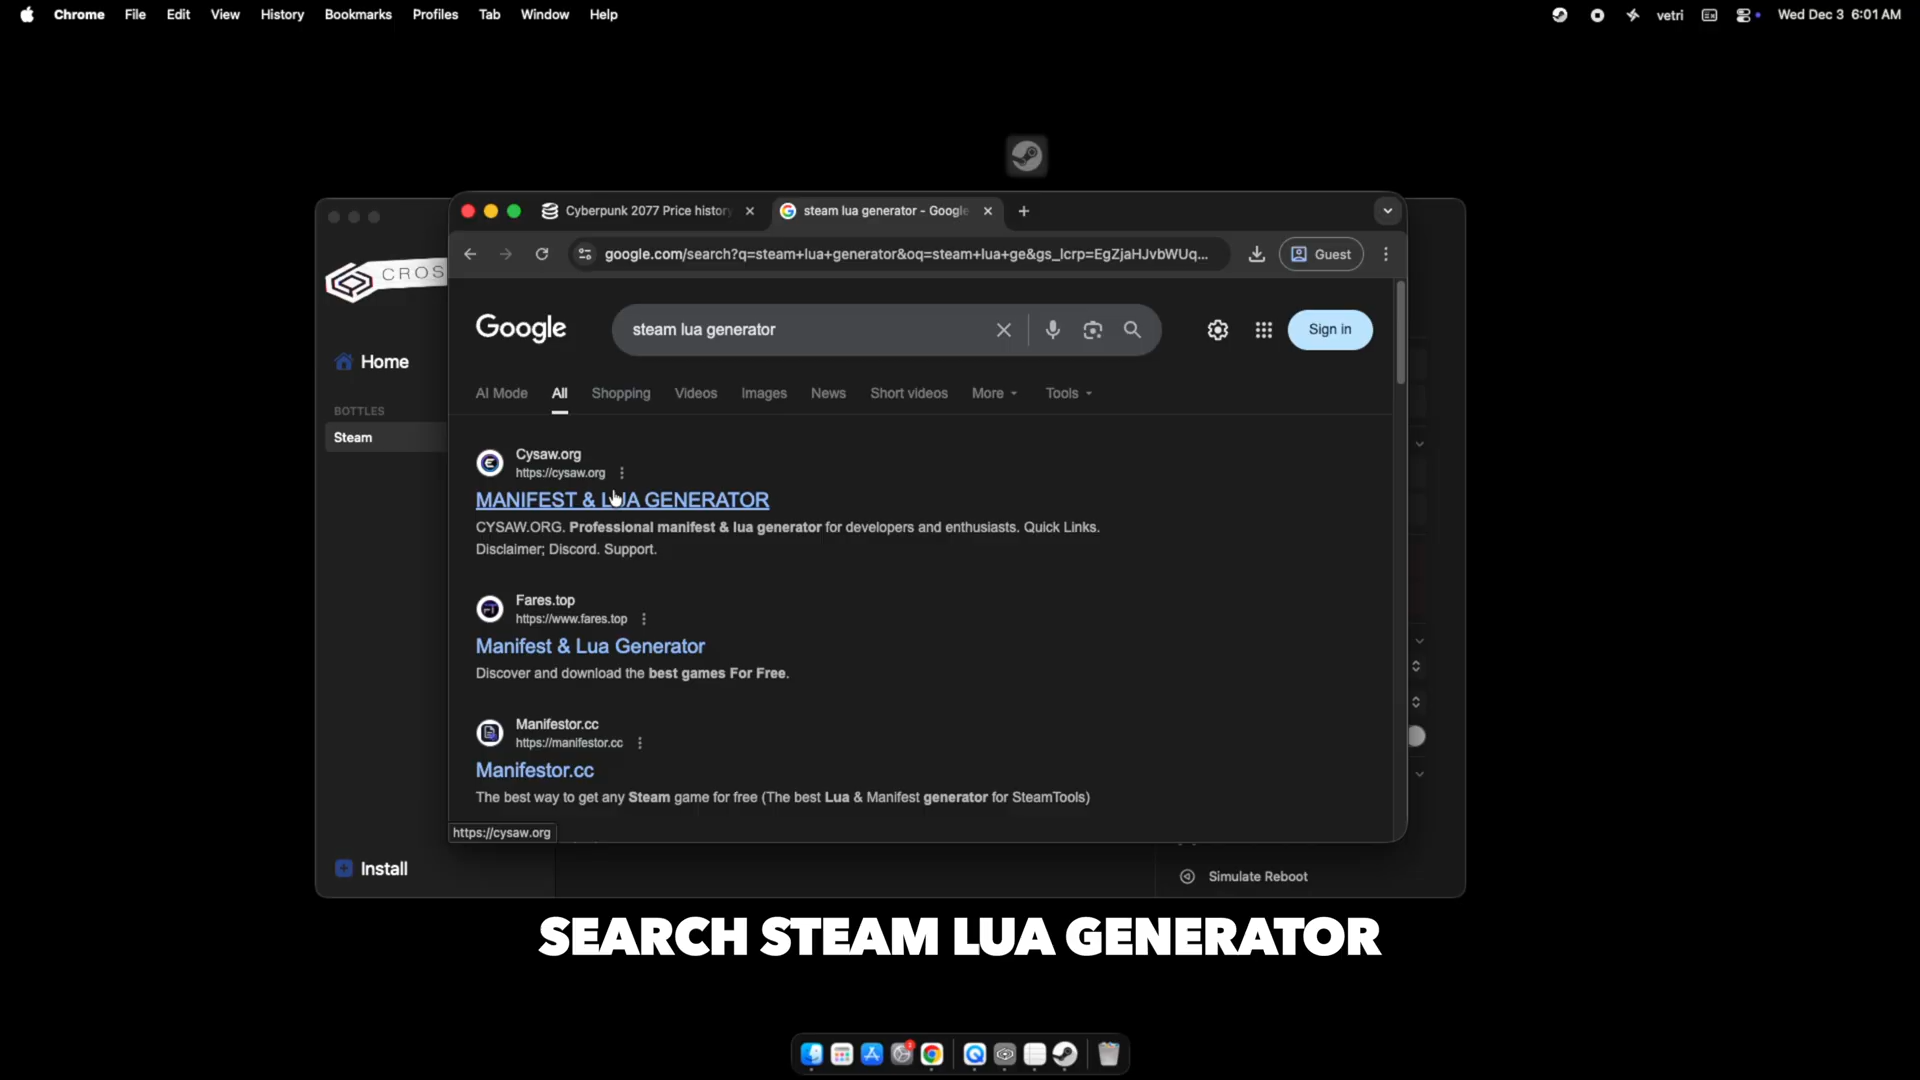 Chrome File Edit View History Bookmarks Profiles Tab Window Help
vetri Wed Dec 3 6:01 AM
Cyberpunk 2077 Price history
steam lua generator - Google
google.com/search?q=steam+lua+generator&oq=steam+lua+ge&gs_lcrp=EgZjaHJvbWUq...
Guest
CROS
Home
BOTTLES
Steam
Install
Google
steam lua generator
Sign in
AI Mode All Shopping Videos Images News Short videos More Tools
Cysaw.org
https://cysaw.org
MANIFEST & LUA GENERATOR
CYSAW.ORG. Professional manifest & lua generator for developers and enthusiasts. Quick Links.
Disclaimer; Discord. Support.
Fares.top
https://www.fares.top
Manifest & Lua Generator
Discover and download the best games For Free.
Manifestor.cc
https://manifestor.cc
Manifestor.cc
The best way to get any Steam game for free (The best Lua & Manifest generator for SteamTools)
https://cysaw.org
Simulate Reboot
SEARCH STEAM LUA GENERATOR